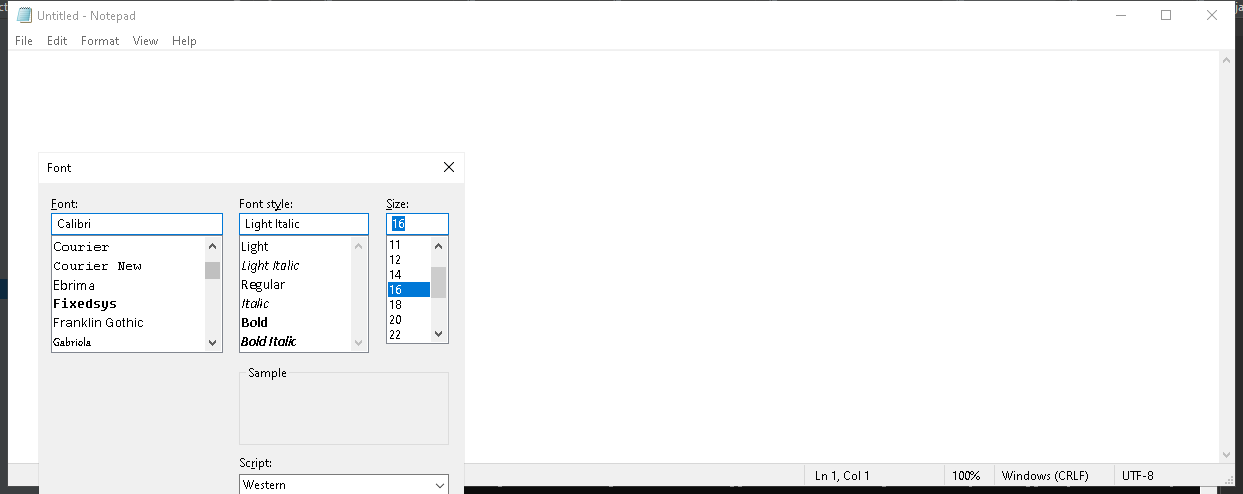 Untitled - Notepad
File Edit Format View Help
Font
Font:
Calibri
Courier
Courier New
Ebrima
Fixedsys
Franklin Gothic
Gabriola
Font style:
Light Italic
Light
Light Italic
Regular
Italic
Bold
Bold Italic
Size:
16
11
12
14
16
18
20
22
Sample
Script:
Western
Ln 1, Col 1 100% Windows (CRLF) UTF-8